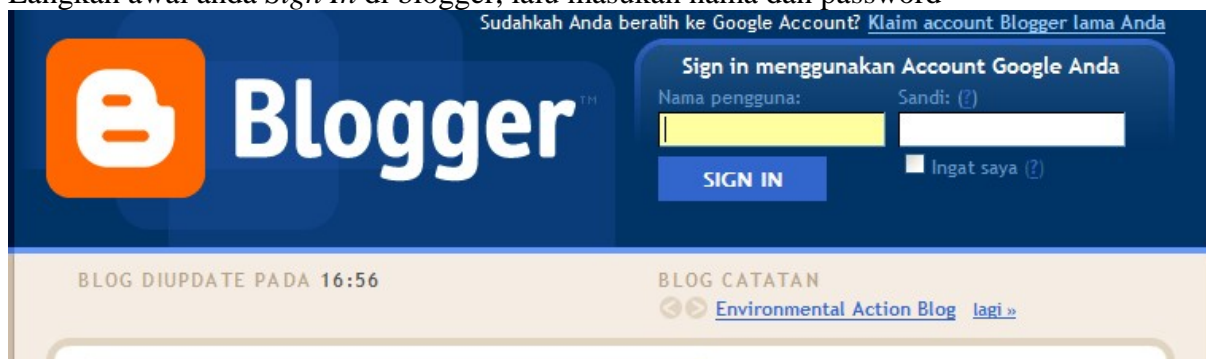 Langkah awal anda Sign In di blogger, lalu masukan nama dan password
Sudahkah Anda beralih ke Google Account? Klaim account Blogger lama Anda
Blogger™
Sign in menggunakan Account Google Anda
Nama pengguna: Sandi: (?)
SIGN IN
Ingat saya (?)
BLOG DIUPDATE PADA 16:56
BLOG CATATAN
Environmental Action Blog lagi »